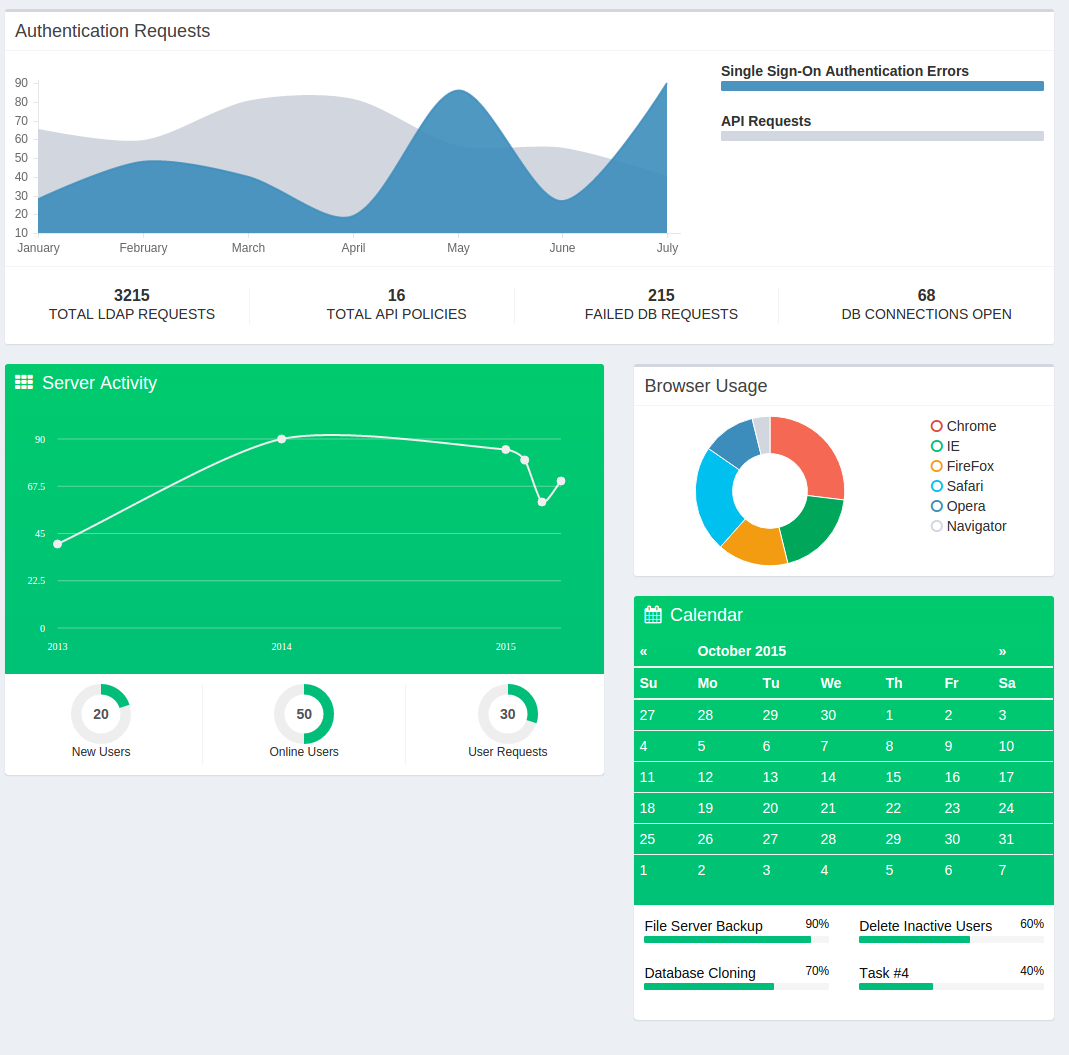 Authentication Requests
Single Sign-On Authentication Errors
API Requests
90
80
70
60
50
40
30
20
10
January February March April May June July
3215 16 215 68
TOTAL LDAP REQUESTS TOTAL API POLICIES FAILED DB REQUESTS DB CONNECTIONS OPEN
Server Activity
90
67.5
45
22.5
0
2013 2014 2015
20 50 30
New Users Online Users User Requests
Browser Usage
Chrome
IE
FireFox
Safari
Opera
Navigator
Calendar
« October 2015 »
Su Mo Tu We Th Fr Sa
27 28 29 30 1 2 3
4 5 6 7 8 9 10
11 12 13 14 15 16 17
18 19 20 21 22 23 24
25 26 27 28 29 30 31
1 2 3 4 5 6 7
File Server Backup 90% Delete Inactive Users 60%
Database Cloning 70% Task #4 40%